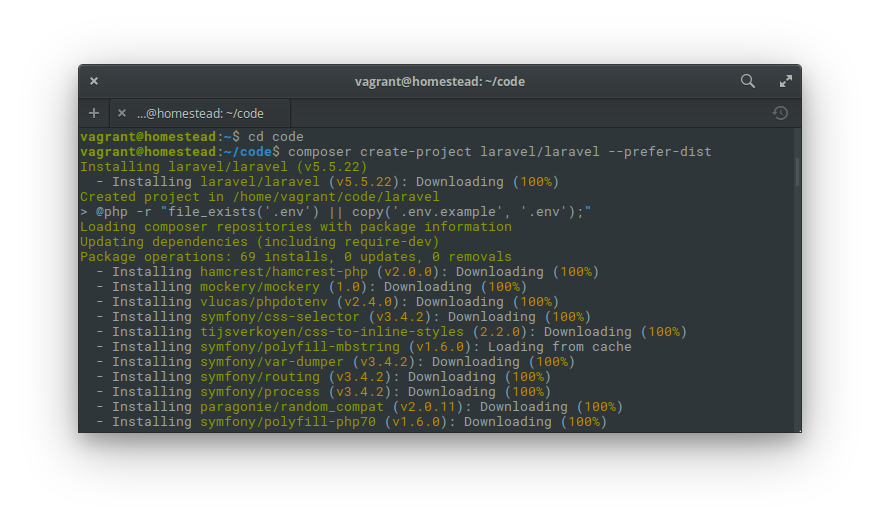 vagrant@homestead: ~/code
...@homestead: ~/code
vagrant@homestead:~$ cd code
vagrant@homestead:~/code$ composer create-project laravel/laravel --prefer-dist
Installing laravel/laravel (v5.5.22)
  - Installing laravel/laravel (v5.5.22): Downloading (100%)
Created project in /home/vagrant/code/laravel
> @php -r "file_exists('.env') || copy('.env.example', '.env');"
Loading composer repositories with package information
Updating dependencies (including require-dev)
Package operations: 69 installs, 0 updates, 0 removals
  - Installing hamcrest/hamcrest-php (v2.0.0): Downloading (100%)
  - Installing mockery/mockery (1.0): Downloading (100%)
  - Installing vlucas/phpdotenv (v2.4.0): Downloading (100%)
  - Installing symfony/css-selector (v3.4.2): Downloading (100%)
  - Installing tijsverkoyen/css-to-inline-styles (2.2.0): Downloading (100%)
  - Installing symfony/polyfill-mbstring (v1.6.0): Loading from cache
  - Installing symfony/var-dumper (v3.4.2): Downloading (100%)
  - Installing symfony/routing (v3.4.2): Downloading (100%)
  - Installing symfony/process (v3.4.2): Downloading (100%)
  - Installing paragonie/random_compat (v2.0.11): Downloading (100%)
  - Installing symfony/polyfill-php70 (v1.6.0): Downloading (100%)